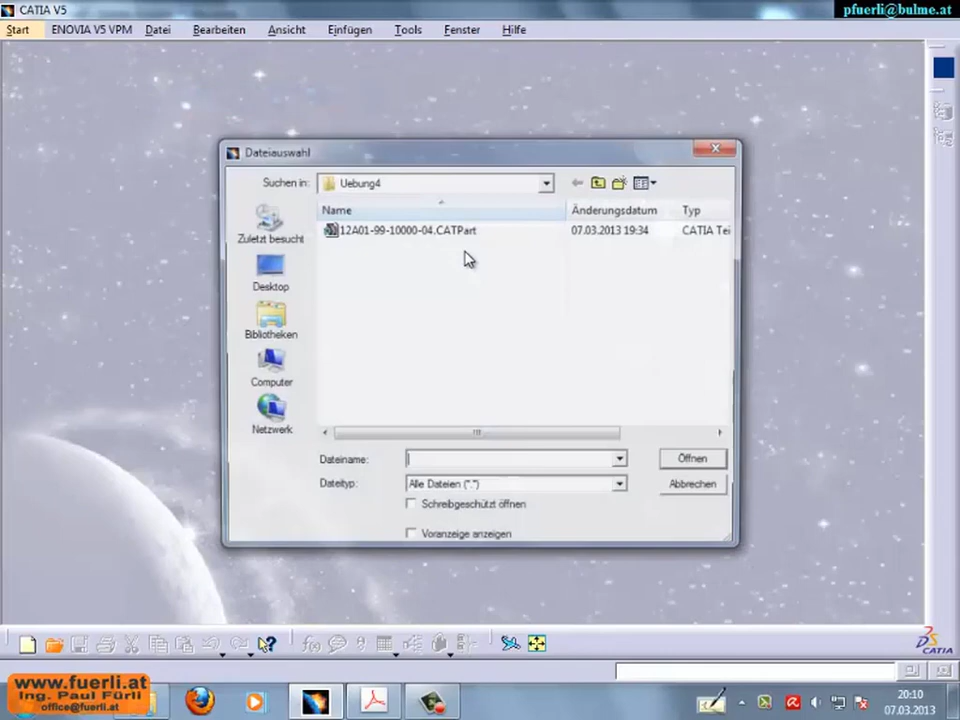 CATIA V5
pfuerli@bulme.at
Start ENOVIA V5 VPM Datei Bearbeiten Ansicht Einfügen Tools Fenster Hilfe
Dateiauswahl
Suchen in: Uebung4
Name Änderungsdatum Typ
12A01-99-10000-04.CATPart 07.03.2013 19:34 CATIA Tei
Zuletzt besucht
Desktop
Bibliotheken
Computer
Netzwerk
Dateiname: Öffnen
Dateityp: Alle Dateien (*.*) Abbrechen
Schreibgeschützt öffnen
Voranzeige anzeigen
f(x)
DS CATIA
www.fuerli.at
Ing. Paul Fürli
office@fuerli.at
20:10
07.03.2013